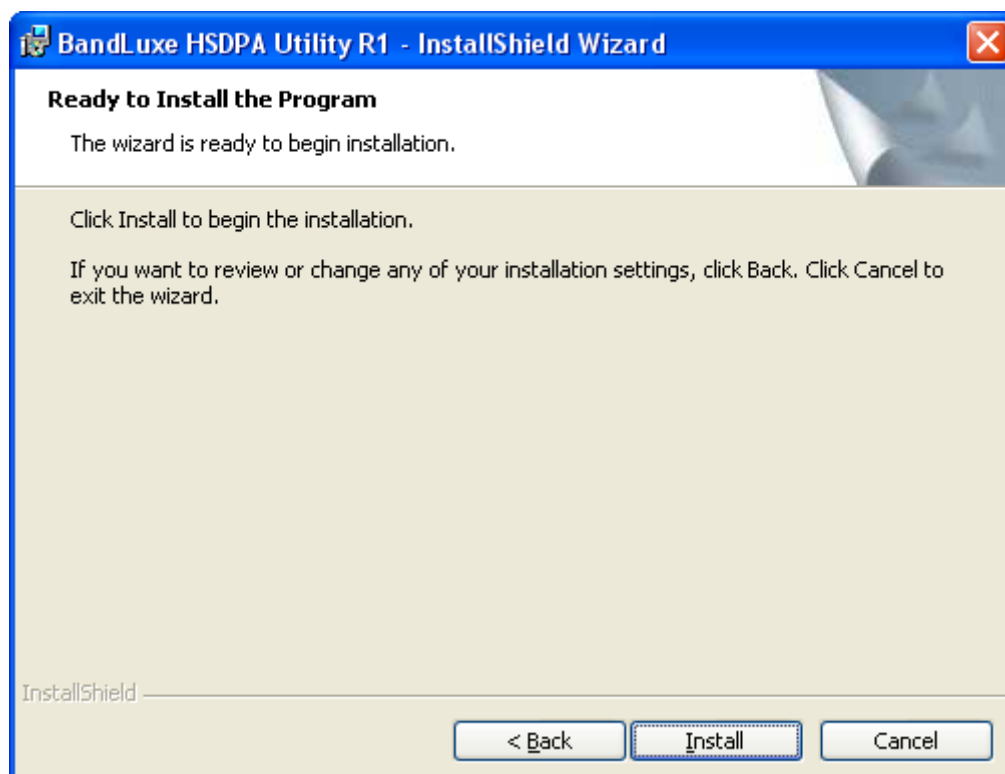 BandLuxe HSDPA Utility R1 - InstallShield Wizard
Ready to Install the Program
The wizard is ready to begin installation.
Click Install to begin the installation.
If you want to review or change any of your installation settings, click Back. Click Cancel to
exit the wizard.
InstallShield
< Back Install Cancel